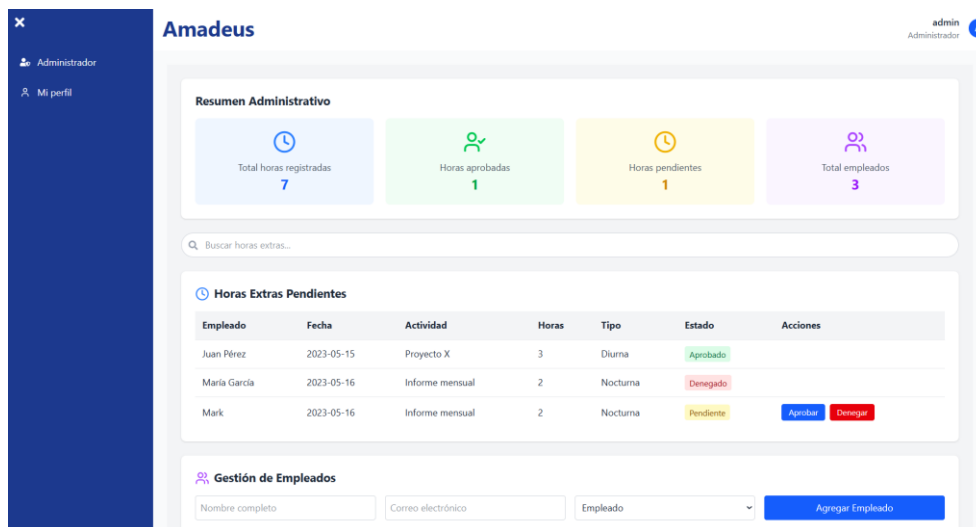 Amadeus
admin
Administrador
Administrador
Mi perfil
Resumen Administrativo
Total horas registradas
7
Horas aprobadas
1
Horas pendientes
1
Total empleados
3
Buscar horas extras...
Horas Extras Pendientes
Empleado Fecha Actividad Horas Tipo Estado Acciones
Juan Pérez 2023-05-15 Proyecto X 3 Diurna Aprobado
María García 2023-05-16 Informe mensual 2 Nocturna Denegado
Mark 2023-05-16 Informe mensual 2 Nocturna Pendiente Aprobar Denegar
Gestión de Empleados
Nombre completo Correo electrónico Empleado Agregar Empleado